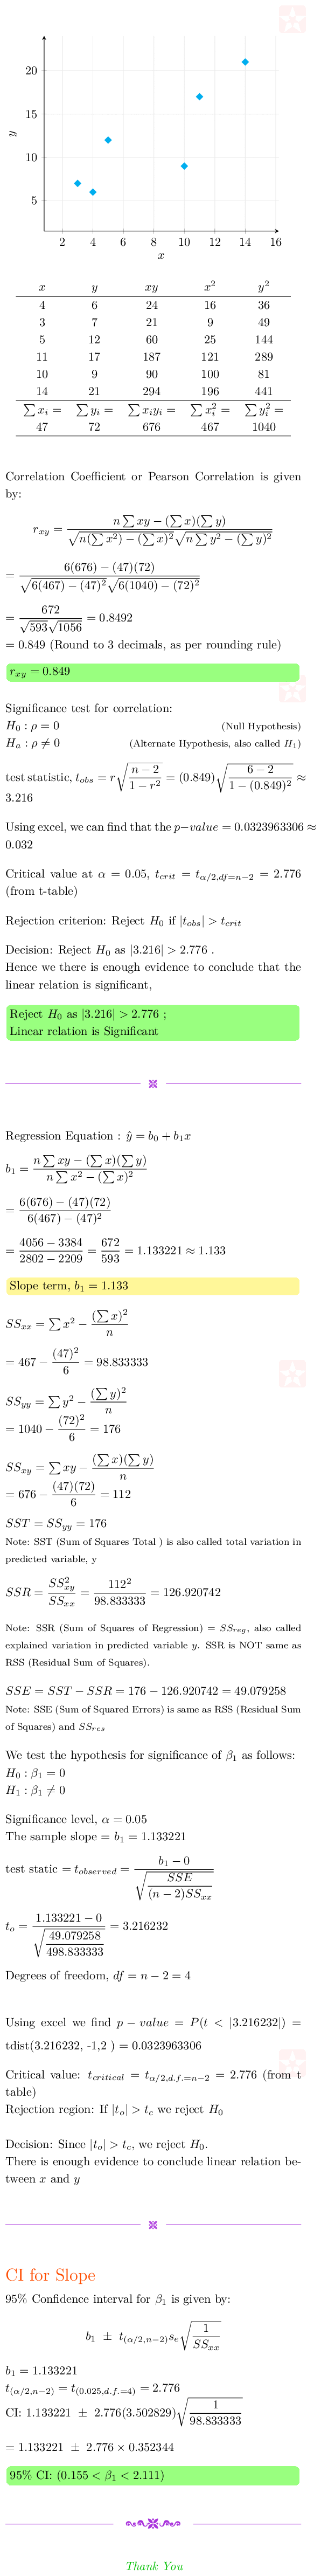 20
15
10
5
y
2 4 6 8 10 12 14 16
x
x y xy x² y²
4 6 24 16 36
3 7 21 9 49
5 12 60 25 144
11 17 187 121 289
10 9 90 100 81
14 21 294 196 441
∑ xᵢ = ∑ yᵢ = ∑ xᵢyᵢ = ∑ xᵢ² = ∑ yᵢ² =
47 72 676 467 1040
Correlation Coefficient or Pearson Correlation is given
by:
r_xy = (n ∑ xy − (∑ x)(∑ y)) / (√(n(∑ x²) − (∑ x)²) √(n ∑ y² − (∑ y)²))
= (6(676) − (47)(72)) / (√(6(467) − (47)²) √(6(1040) − (72)²))
= 672 / (√593 √1056) = 0.8492
= 0.849 (Round to 3 decimals, as per rounding rule)
r_xy = 0.849
Significance test for correlation:
H₀ : ρ = 0 (Null Hypothesis)
Hₐ : ρ ≠ 0 (Alternate Hypothesis, also called H₁)
test statistic, t_obs = r√((n − 2)/(1 − r²)) = (0.849)√((6 − 2)/(1 − (0.849)²)) ≈
3.216
Using excel, we can find that the p−value = 0.0323963306 ≈
0.032
Critical value at α = 0.05, t_crit = t_α/2,df=n−2 = 2.776
(from t-table)
Rejection criterion: Reject H₀ if |t_obs| > t_crit
Decision: Reject H₀ as |3.216| > 2.776 .
Hence we there is enough evidence to conclude that the
linear relation is significant,
Reject H₀ as |3.216| > 2.776 ;
Linear relation is Significant
Regression Equation : ŷ = b₀ + b₁x
b₁ = (n ∑ xy − (∑ x)(∑ y)) / (n ∑ x² − (∑ x)²)
= (6(676) − (47)(72)) / (6(467) − (47)²)
= (4056 − 3384) / (2802 − 2209) = 672/593 = 1.133221 ≈ 1.133
Slope term, b₁ = 1.133
SS_xx = ∑ x² − (∑ x)²/n
= 467 − (47)²/6 = 98.833333
SS_yy = ∑ y² − (∑ y)²/n
= 1040 − (72)²/6 = 176
SS_xy = ∑ xy − (∑ x)(∑ y)/n
= 676 − (47)(72)/6 = 112
SST = SS_yy = 176
Note: SST (Sum of Squares Total ) is also called total variation in
predicted variable, y
SSR = SS²_xy/SS_xx = 112²/98.833333 = 126.920742
Note: SSR (Sum of Squares of Regression) = SS_reg, also called
explained variation in predicted variable y. SSR is NOT same as
RSS (Residual Sum of Squares).
SSE = SST − SSR = 176 − 126.920742 = 49.079258
Note: SSE (Sum of Squared Errors) is same as RSS (Residual Sum
of Squares) and SS_res
We test the hypothesis for significance of β₁ as follows:
H₀ : β₁ = 0
H₁ : β₁ ≠ 0
Significance level, α = 0.05
The sample slope = b₁ = 1.133221
test static = t_observed = (b₁ − 0) / √(SSE/((n − 2)SS_xx))
t_o = (1.133221 − 0) / √(49.079258/498.833333) = 3.216232
Degrees of freedom, df = n − 2 = 4
Using excel we find p − value = P(t < |3.216232|) =
tdist(3.216232, -1,2 ) = 0.0323963306
Critical value: t_critical = t_α/2,d.f.=n−2 = 2.776 (from t
table)
Rejection region: If |t_o| > t_c we reject H₀
Decision: Since |t_o| > t_c, we reject H₀.
There is enough evidence to conclude linear relation be-
tween x and y
CI for Slope
95% Confidence interval for β₁ is given by:
b₁ ± t_(α/2,n−2) s_e √(1/SS_xx)
b₁ = 1.133221
t_(α/2,n−2) = t_(0.025,d.f.=4) = 2.776
CI: 1.133221 ± 2.776(3.502829)√(1/98.833333)
= 1.133221 ± 2.776 × 0.352344
95% CI: (0.155 < β₁ < 2.111)
Thank You